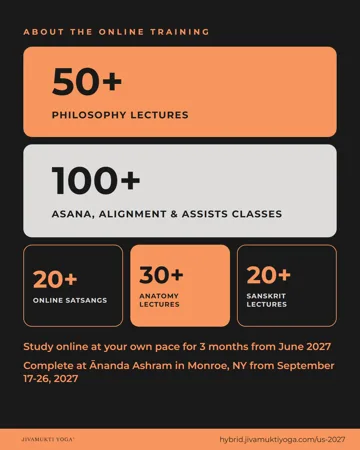 ABOUT THE ONLINE TRAINING
50+
PHILOSOPHY LECTURES
100+
ASANA, ALIGNMENT & ASSISTS CLASSES
20+
ONLINE SATSANGS
30+
ANATOMY
LECTURES
20+
SANSKRIT
LECTURES
Study online at your own pace for 3 months from June 2027
Complete at Ānanda Ashram in Monroe, NY from September
17-26, 2027
JIVAMUKTI YOGA®
hybrid.jivamuktiyoga.com/us-2027